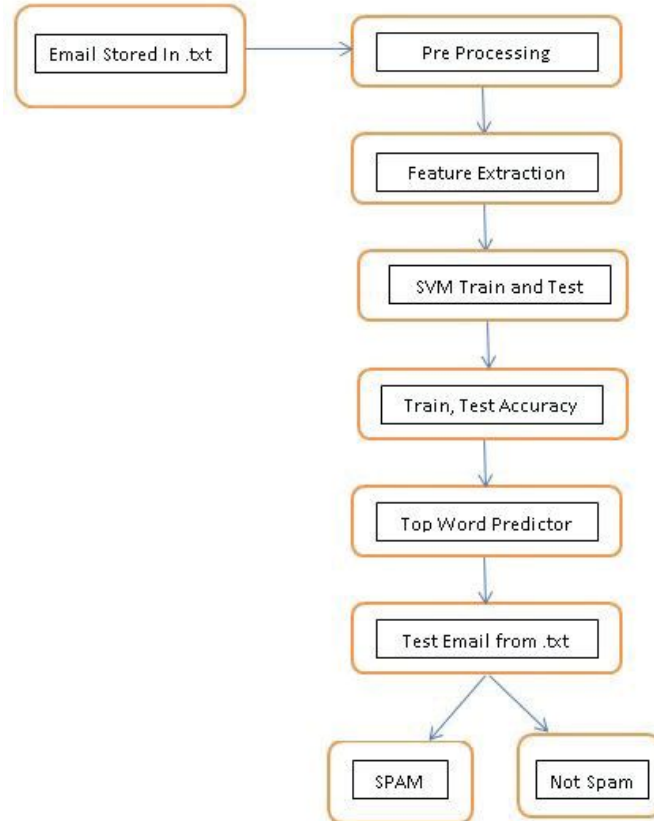 Email Stored In .txt
Pre Processing
Feature Extraction
SVM Train and Test
Train, Test Accuracy
Top Word Predictor
Test Email from .txt
SPAM
Not Spam